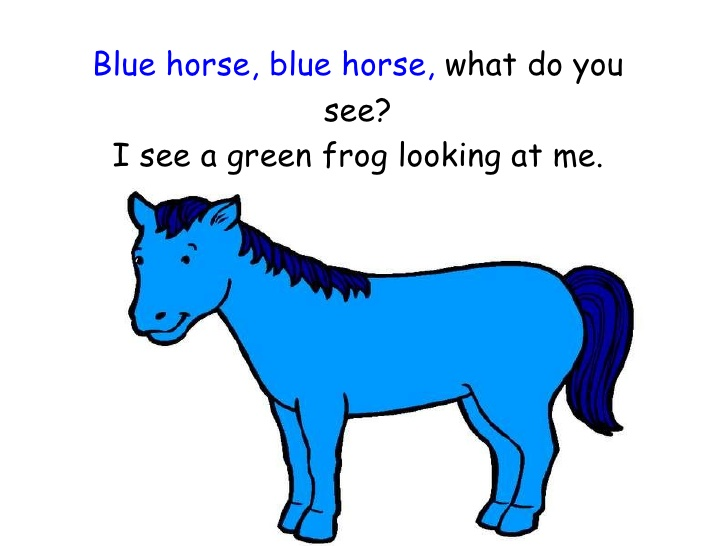 Blue horse, blue horse, what do you
see?
I see a green frog looking at me.